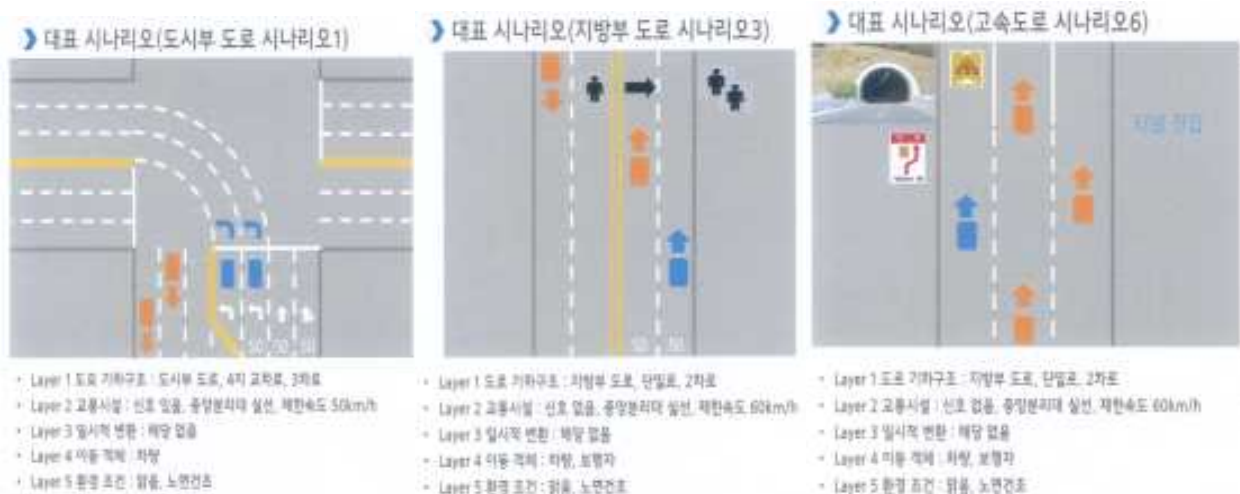 대표 시나리오(도시부 도로 시나리오1)
50
Layer 1 도로 기하구조 : 도시부 도로, 4지 교차로, 3차로
Layer 2 교통시설 : 신호 있음, 중앙분리대 실선, 제한속도 50km/h
Layer 3 일시적 변환 : 해당 없음
Layer 4 이동 객체 : 차량
Layer 5 환경 조건 : 맑음, 노면건조
대표 시나리오(지방부 도로 시나리오3)
Layer 1 도로 기하구조 : 지방부 도로, 단일로, 2차로
Layer 2 교통시설 : 신호 없음, 중앙분리대 실선, 제한속도 60km/h
Layer 3 일시적 변환 : 해당 없음
Layer 4 이동 객체 : 차량, 보행자
Layer 5 환경 조건 : 맑음, 노면건조
대표 시나리오(고속도로 시나리오6)
Layer 1 도로 기하구조 : 지방부 도로, 단일로, 2차로
Layer 2 교통시설 : 신호 없음, 중앙분리대 실선, 제한속도 60km/h
Layer 3 일시적 변환 : 해당 없음
Layer 4 이동 객체 : 차량, 보행자
Layer 5 환경 조건 : 맑음, 노면건조